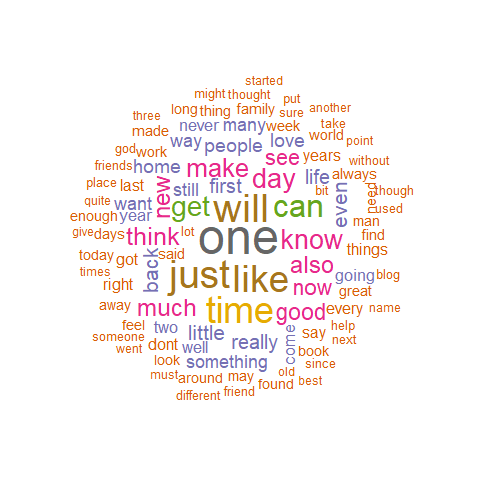 started
might thought put
long thing family sure another
three never many week take
made way people love world point
god work make see years without
friends home day life always
place last new still first bit need though
quite want get will can even man used
enough year
give days think lot one know find
today got said also things
times back just like going blog
right now great
away much time good every name
feel two little really say help
someone dont well come next
went look something book since
must around may old best
different friend found